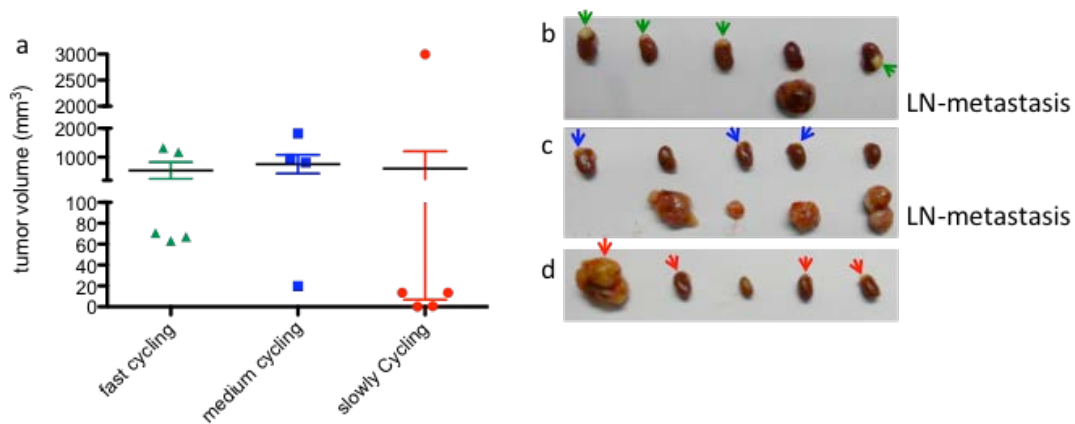 a
tumor volume (mm³)
3000
2500
2000
2000
1000
100
80
60
40
20
0
fast cycling
medium cycling
slowly Cycling
b
LN-metastasis
c
LN-metastasis
d